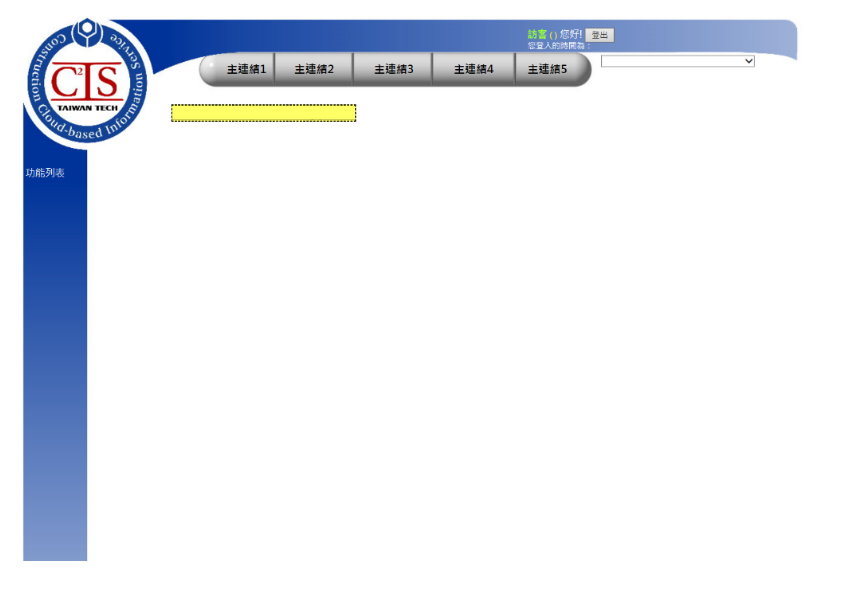 Construction Cloud-based Information Service
C²IS
TAIWAN TECH
訪客 () 您好! 登出
您登入的時間為：
主連結1 主連結2 主連結3 主連結4 主連結5
功能列表